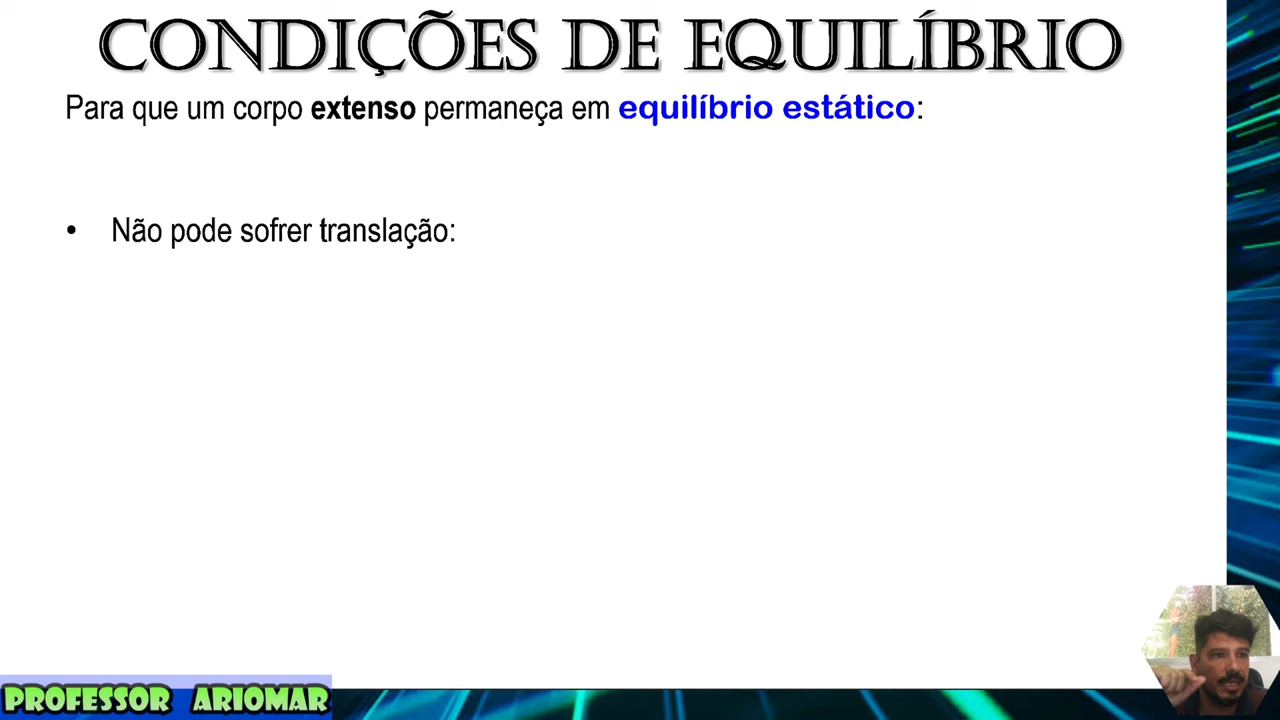 CONDIÇÕES DE EQUILÍBRIO
Para que um corpo extenso permaneça em equilíbrio estático:
• Não pode sofrer translação:
PROFESSOR ARIOMAR